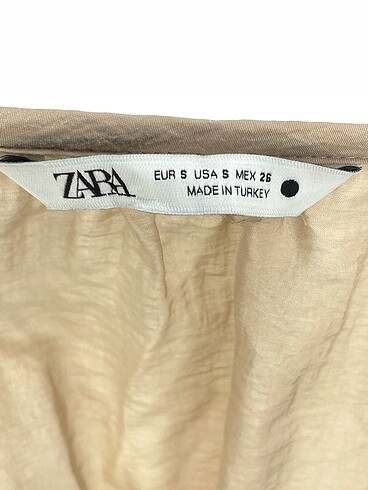 ZARA
EUR S USA S MEX 26
MADE IN TURKEY